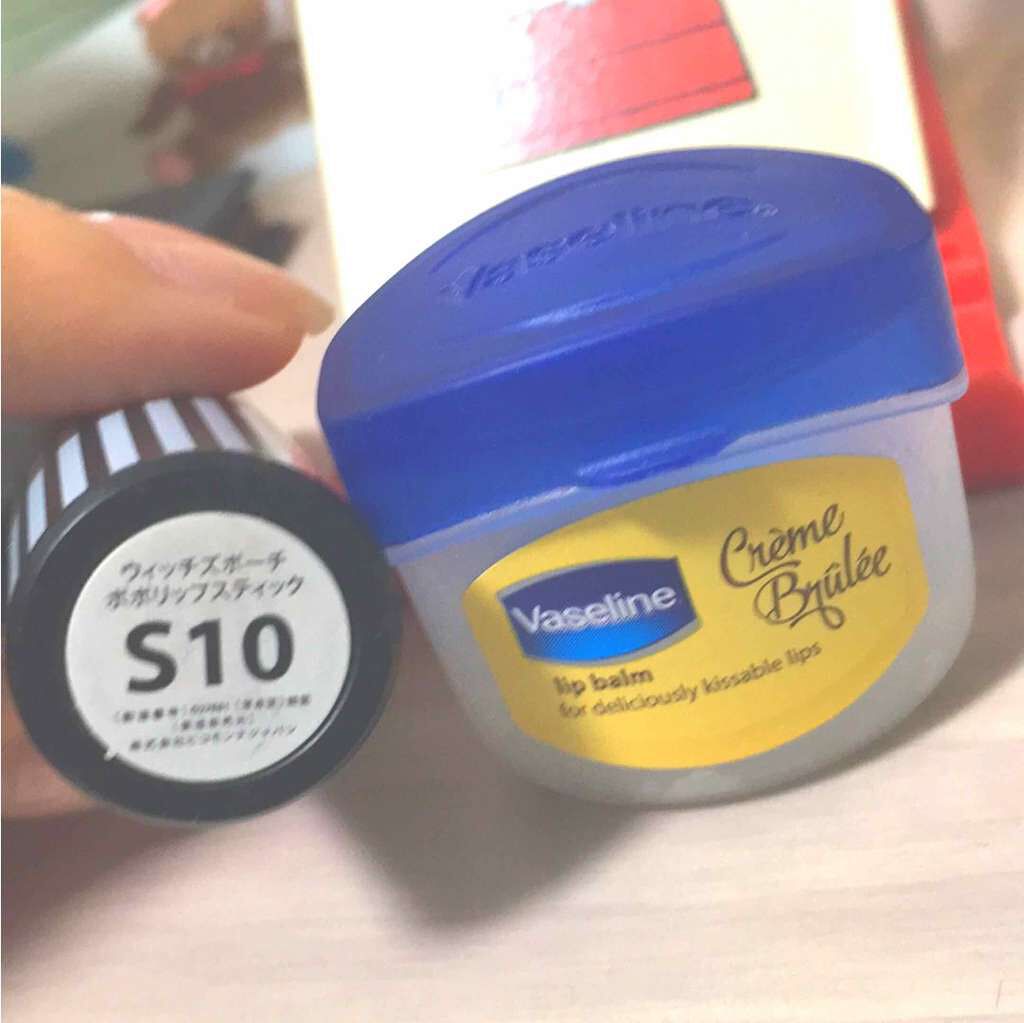 Vaseline
ウィッチズポーチ
ポポリップスティック
S10
Vaseline
Crème
Brûlée
lip balm
for deliciously kissable lips